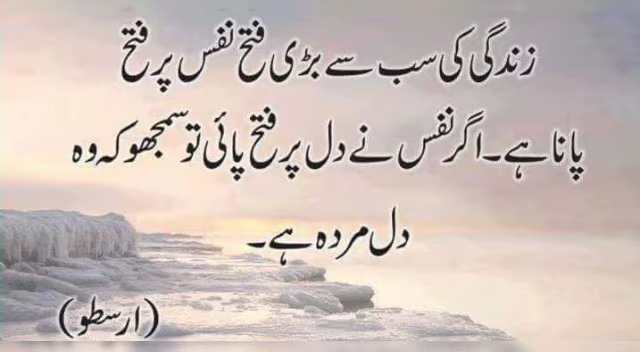 زندگی کی سب سے بڑی فتح نفس پر فتح
پانا ہے۔ اگر نفس نے دل پر فتح پائی تو سمجھو کہ وہ
دل مردہ ہے۔
(ارسطو)